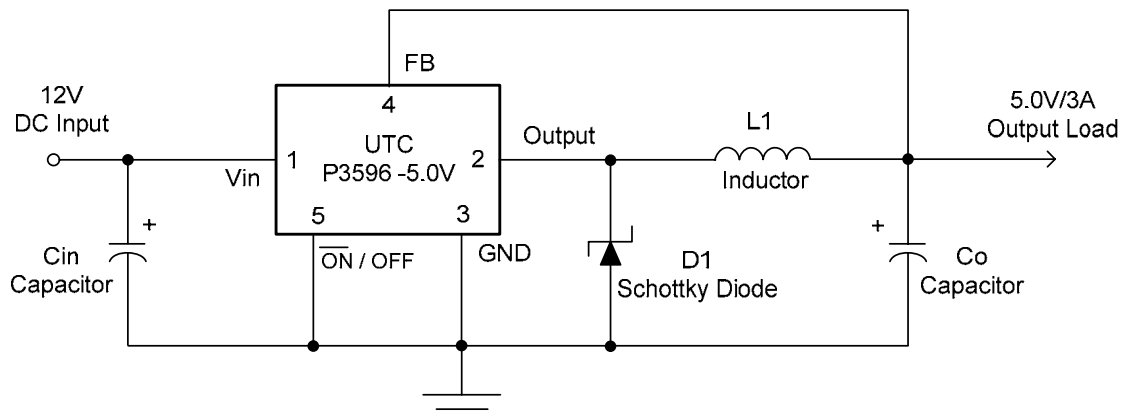 FB
12V
DC Input
4
5.0V/3A
Output Load
UTC
P3596 -5.0V
1
2
Output
L1
Inductor
Vin
5
3
+
ON / OFF
GND
+
Cin
Capacitor
D1
Schottky Diode
Co
Capacitor